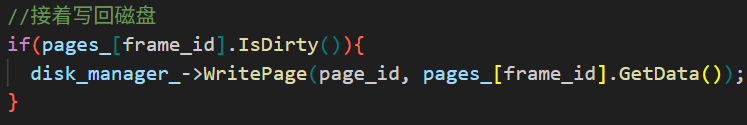 //接着写回磁盘
if(pages_[frame_id].IsDirty()){
disk_manager_->WritePage(page_id, pages_[frame_id].GetData());
}